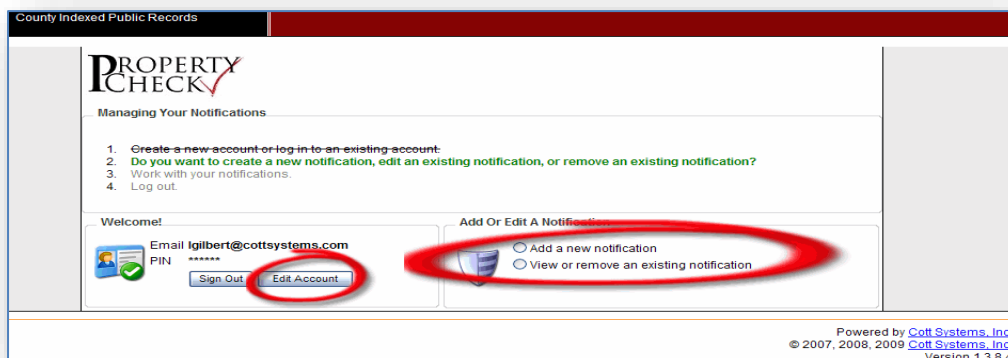 County Indexed Public Records
PROPERTY
CHECK
Managing Your Notifications
1. Create a new account or log in to an existing account.
2. Do you want to create a new notification, edit an existing notification, or remove an existing notification?
3. Work with your notifications.
4. Log out.
Welcome!
Email lgilbert@cottsystems.com
PIN ******
Sign Out Edit Account
Add Or Edit A Notification
Add a new notification
View or remove an existing notification
Powered by Cott Systems, Inc
© 2007, 2008, 2009 Cott Systems, Inc
Version 1.3.8